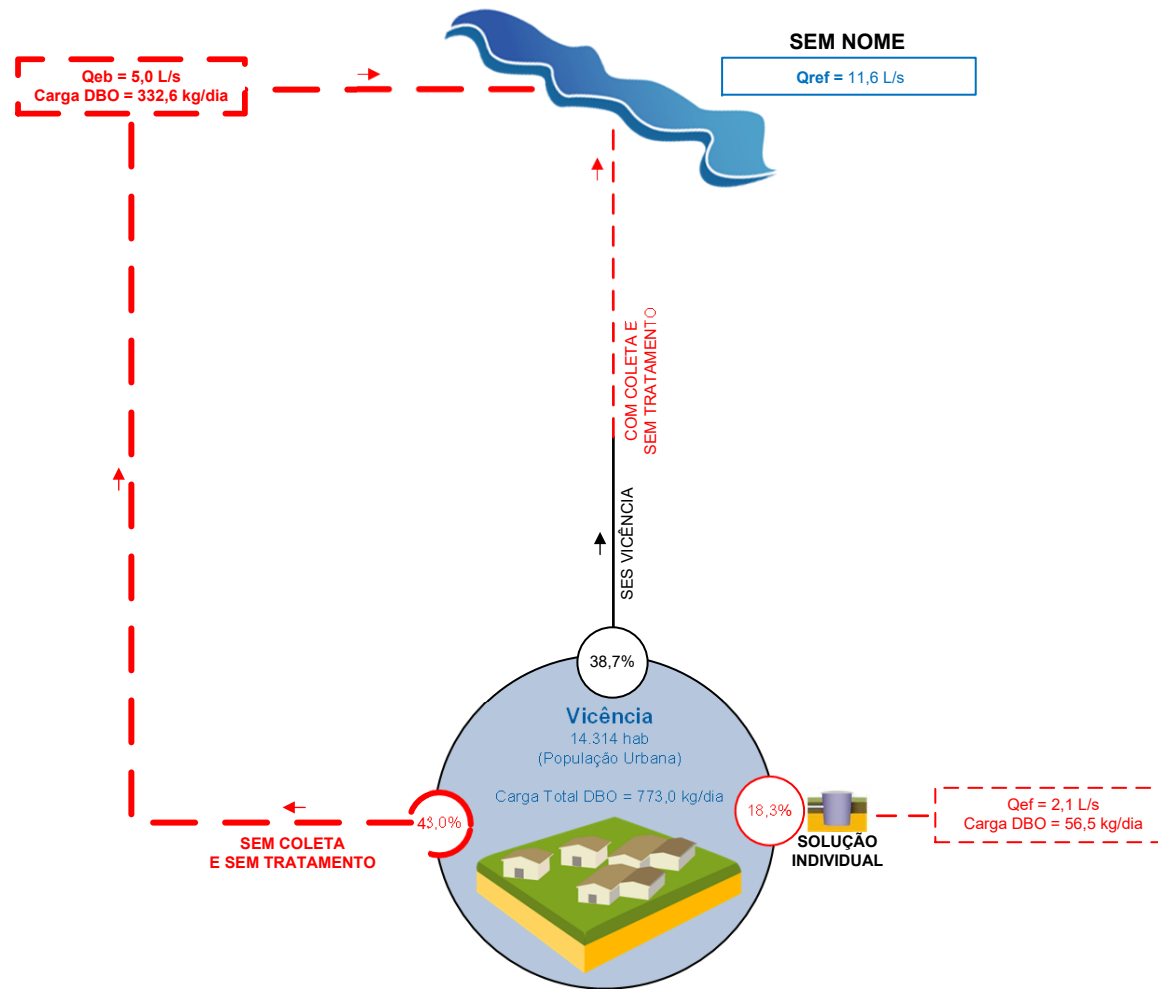 SEM NOME
Qref = 11,6 L/s
Qeb = 5,0 L/s
Carga DBO = 332,6 kg/dia
COM COLETA E
SEM TRATAMENTO
SES VICÊNCIA
38,7%
Vicência
14.314 hab
(População Urbana)
Carga Total DBO = 773,0 kg/dia
43,0%
SEM COLETA
E SEM TRATAMENTO
18,3%
SOLUÇÃO
INDIVIDUAL
Qef = 2,1 L/s
Carga DBO = 56,5 kg/dia